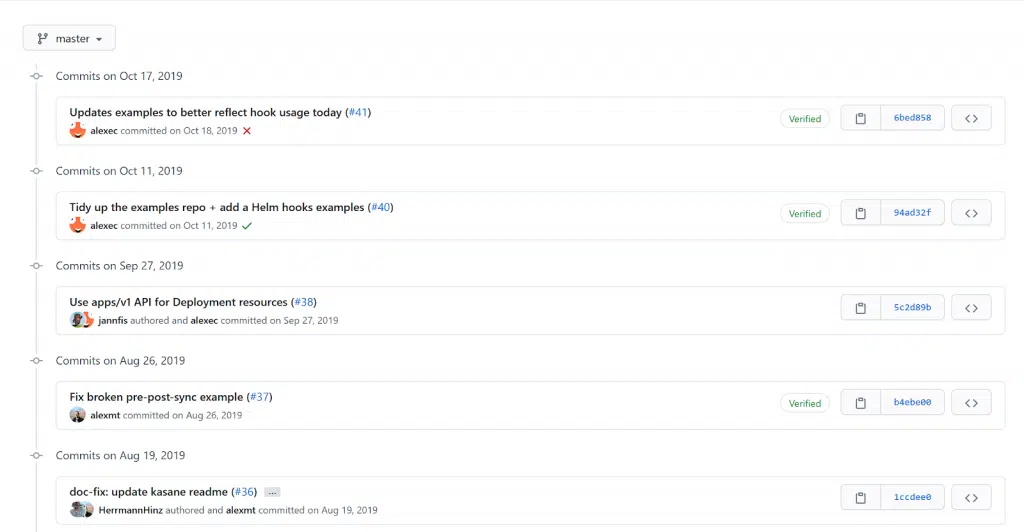 master
Commits on Oct 17, 2019
Updates examples to better reflect hook usage today (#41)
alexec committed on Oct 18, 2019
Verified
6bed858
Commits on Oct 11, 2019
Tidy up the examples repo + add a Helm hooks examples (#40)
alexec committed on Oct 11, 2019
Verified
94ad32f
Commits on Sep 27, 2019
Use apps/v1 API for Deployment resources (#38)
jannfis authored and alexec committed on Sep 27, 2019
5c2d89b
Commits on Aug 26, 2019
Fix broken pre-post-sync example (#37)
alexmt committed on Aug 26, 2019
Verified
b4ebe00
Commits on Aug 19, 2019
doc-fix: update kasane readme (#36) ...
HerrmannHinz authored and alexmt committed on Aug 19, 2019
1ccdee0